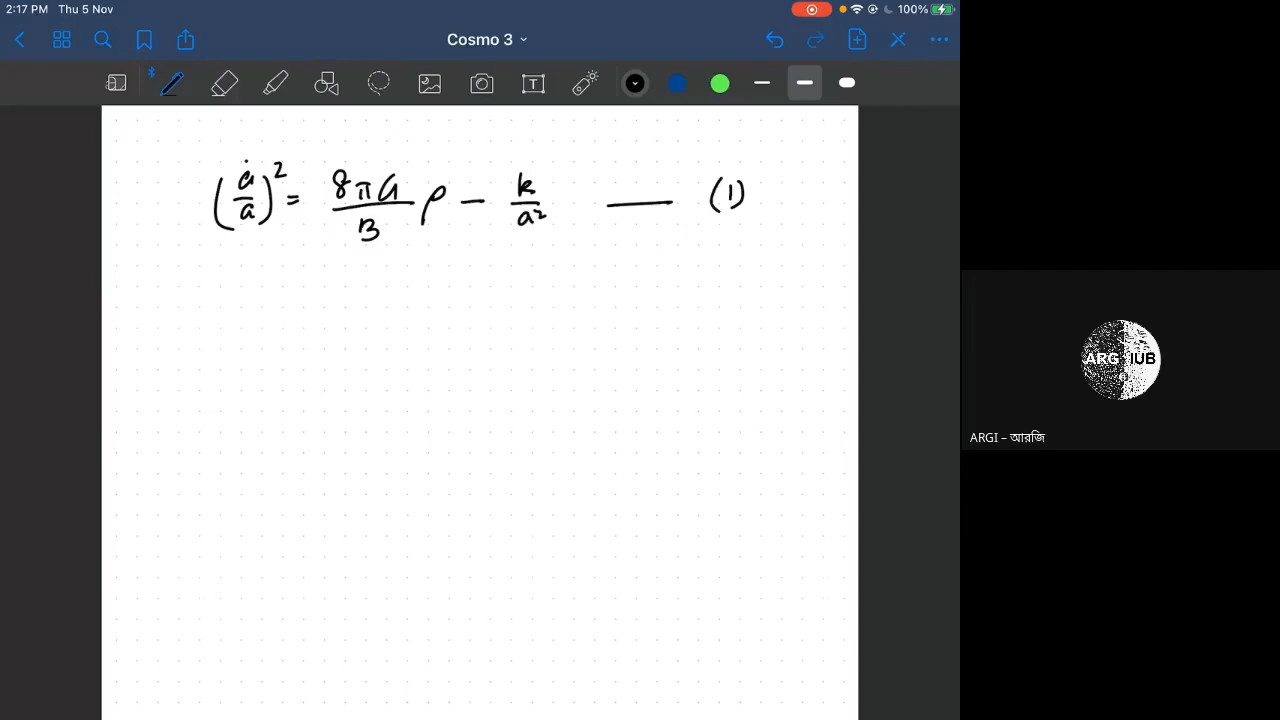 2:17 PM Thu 5 Nov 100%
Cosmo 3
T
(ȧ/a)² = 8πG/3 ρ − k/a² —— (1)
ARG IUB
ARGI – আরজি